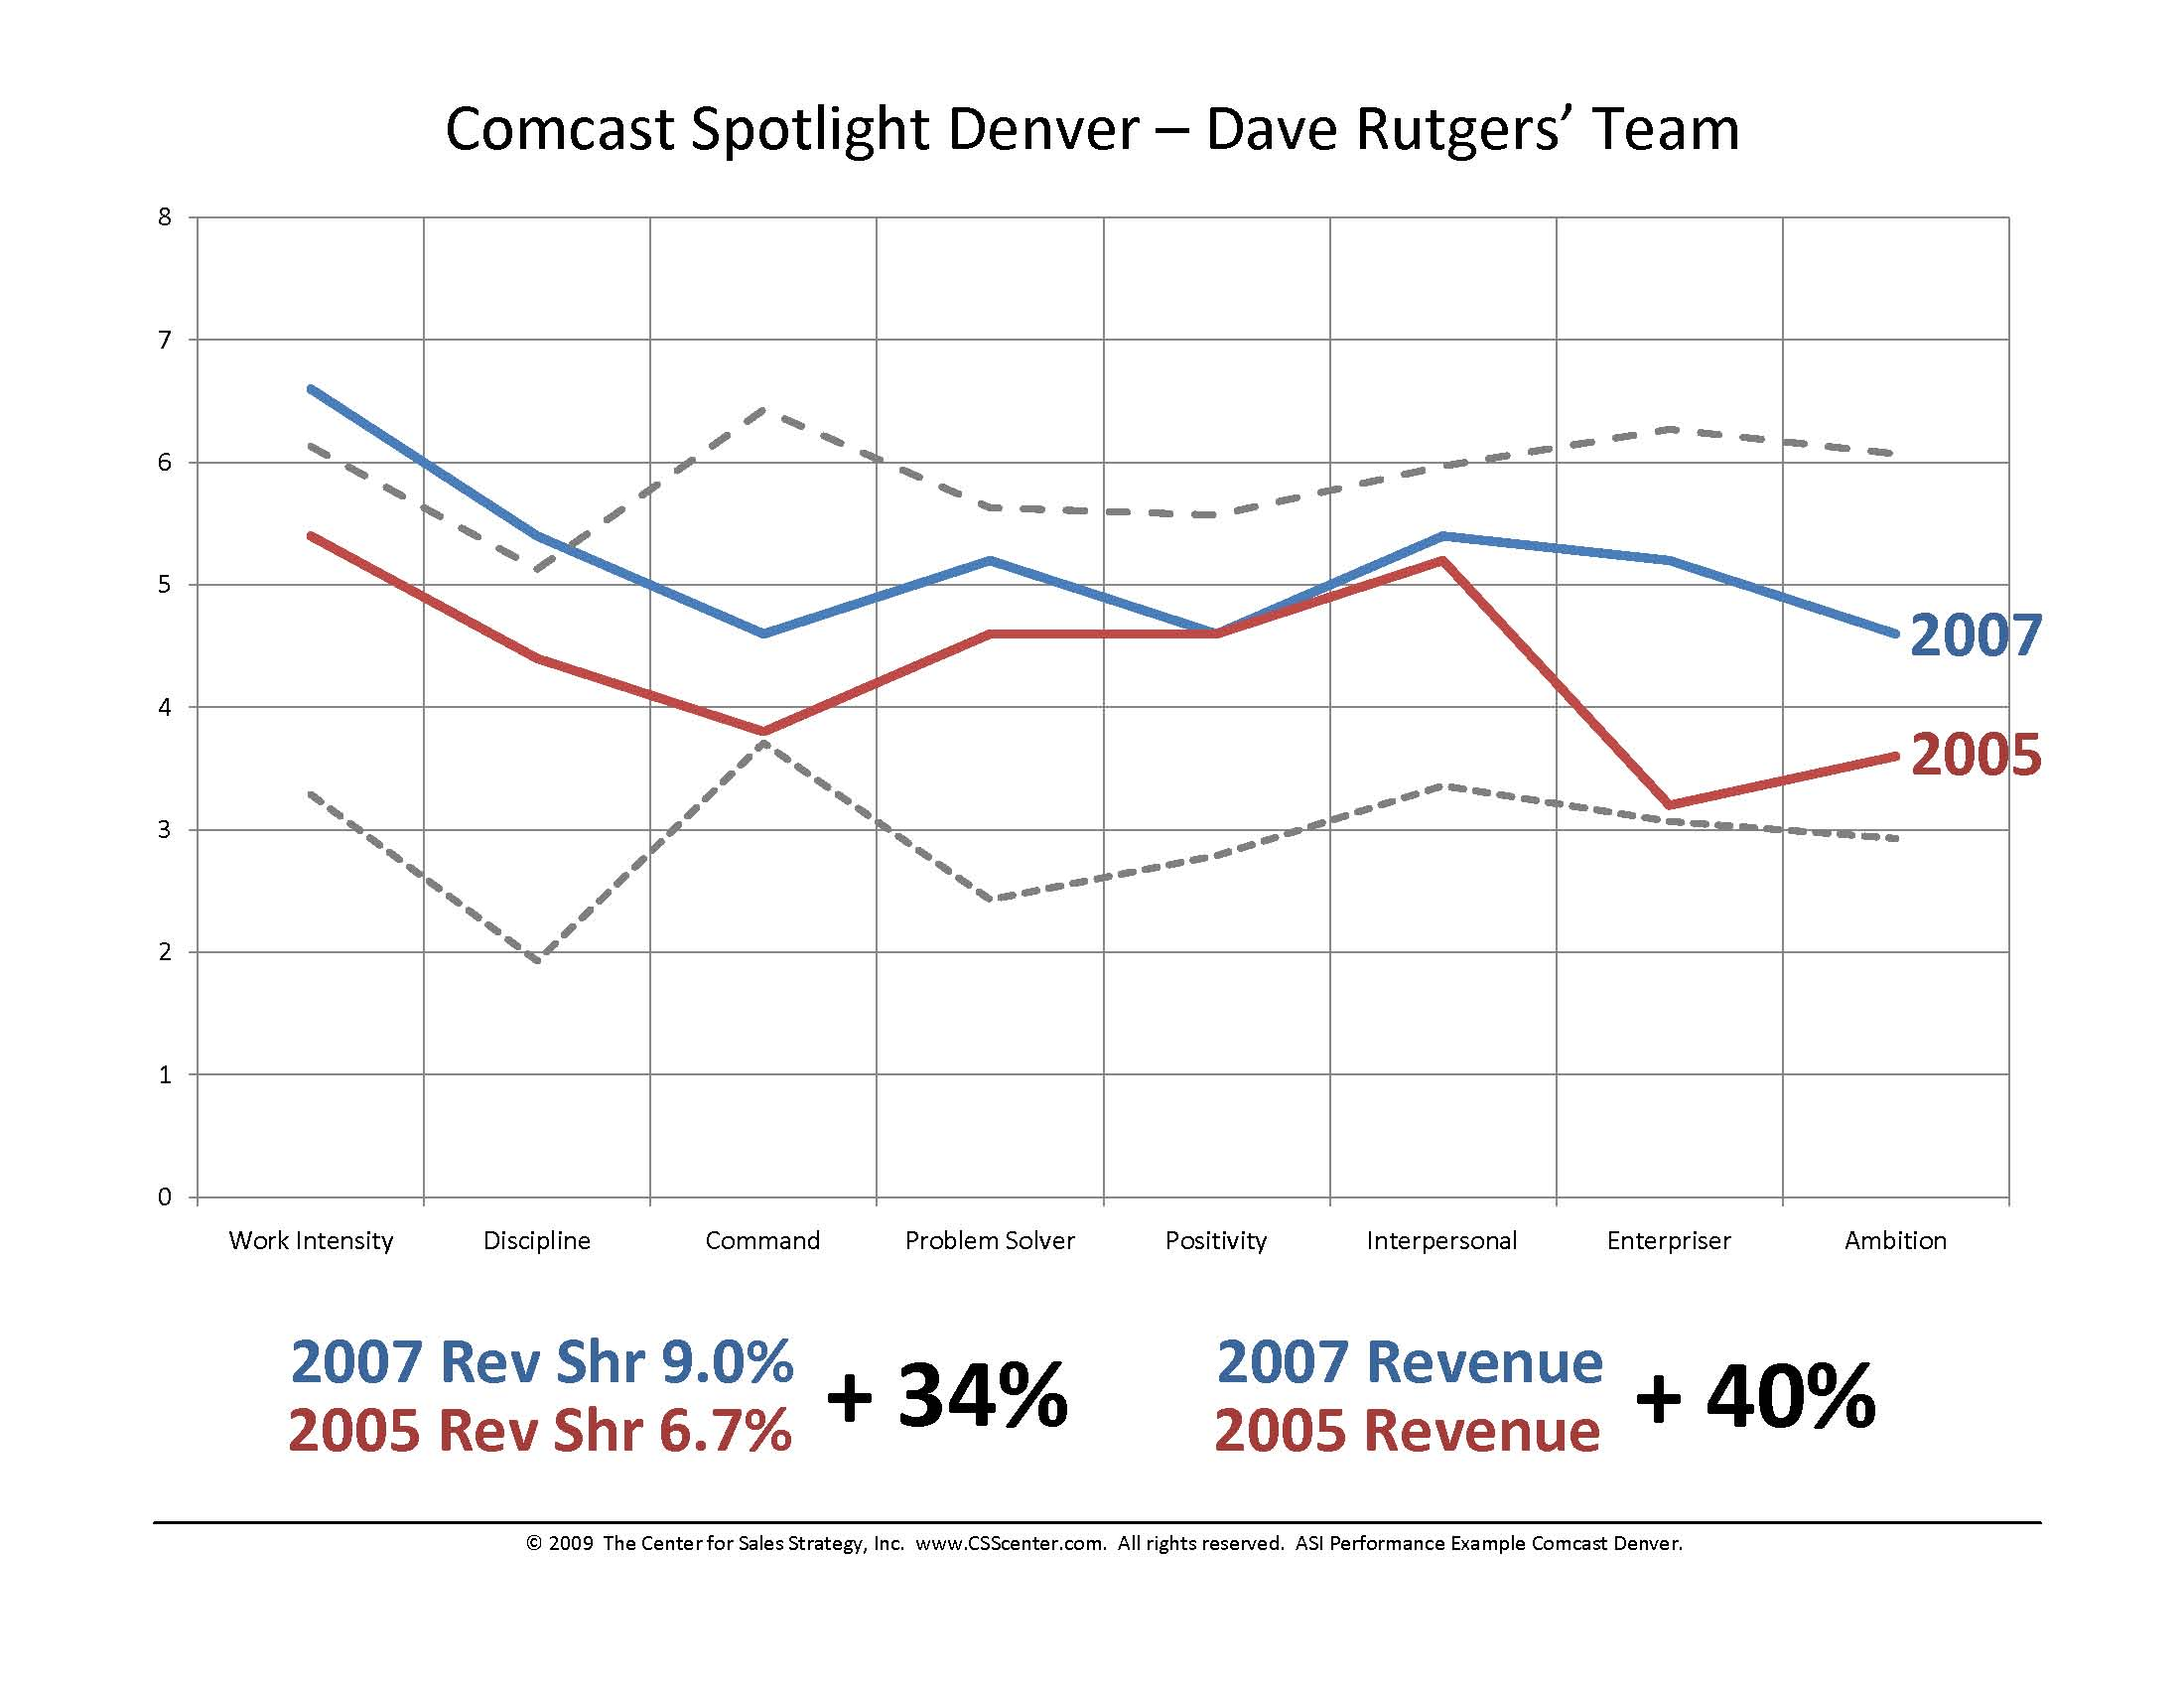 Comcast Spotlight Denver – Dave Rutgers’ Team
8
7
6
5
4
3
2
1
0
2007
2005
Work Intensity Discipline Command Problem Solver Positivity Interpersonal Enterpriser Ambition
2007 Rev Shr 9.0%
2005 Rev Shr 6.7%
+ 34%
2007 Revenue
2005 Revenue
+ 40%
© 2009 The Center for Sales Strategy, Inc. www.CSScenter.com. All rights reserved. ASI Performance Example Comcast Denver.